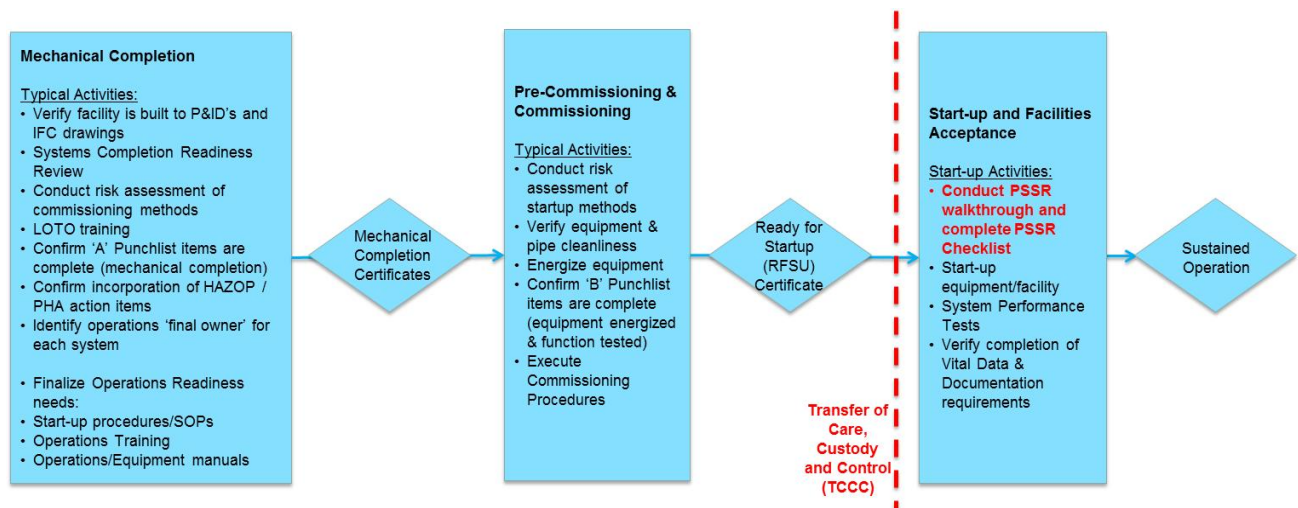 Mechanical Completion
Typical Activities:
• Verify facility is built to P&ID's and
IFC drawings
• Systems Completion Readiness
Review
• Conduct risk assessment of
commissioning methods
• LOTO training
• Confirm 'A' Punchlist items are
complete (mechanical completion)
• Confirm incorporation of HAZOP /
PHA action items
• Identify operations 'final owner' for
each system
• Finalize Operations Readiness
needs:
• Start-up procedures/SOPs
• Operations Training
• Operations/Equipment manuals
Mechanical
Completion
Certificates
Pre-Commissioning &
Commissioning
Typical Activities:
• Conduct risk
assessment of
startup methods
• Verify equipment &
pipe cleanliness
• Energize equipment
• Confirm 'B' Punchlist
items are complete
(equipment energized
& function tested)
• Execute
Commissioning
Procedures
Ready for
Startup
(RFSU)
Certificate
Transfer of
Care,
Custody
and Control
(TCCC)
Start-up and Facilities
Acceptance
Start-up Activities:
• Conduct PSSR
walkthrough and
complete PSSR
Checklist
• Start-up
equipment/facility
• System Performance
Tests
• Verify completion of
Vital Data &
Documentation
requirements
Sustained
Operation